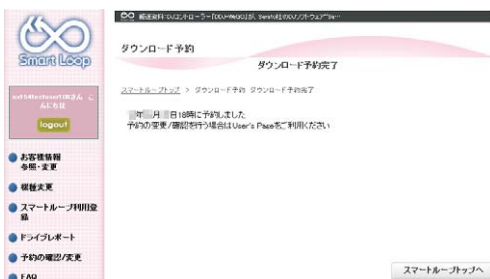 Smart Loop
ダウンロード予約
ダウンロード予約完了
スマートループトップ > ダウンロード予約 ダウンロード予約完了
年 月 日18時に予約しました
予約の変更/確認を行う場合はUser's Pageをご利用ください
さん こんにちは
logout
お客様情報
参照・変更
機種変更
スマートループ利用登
録
ドライブレポート
予約の確認/変更
FAQ
スマートループトップへ